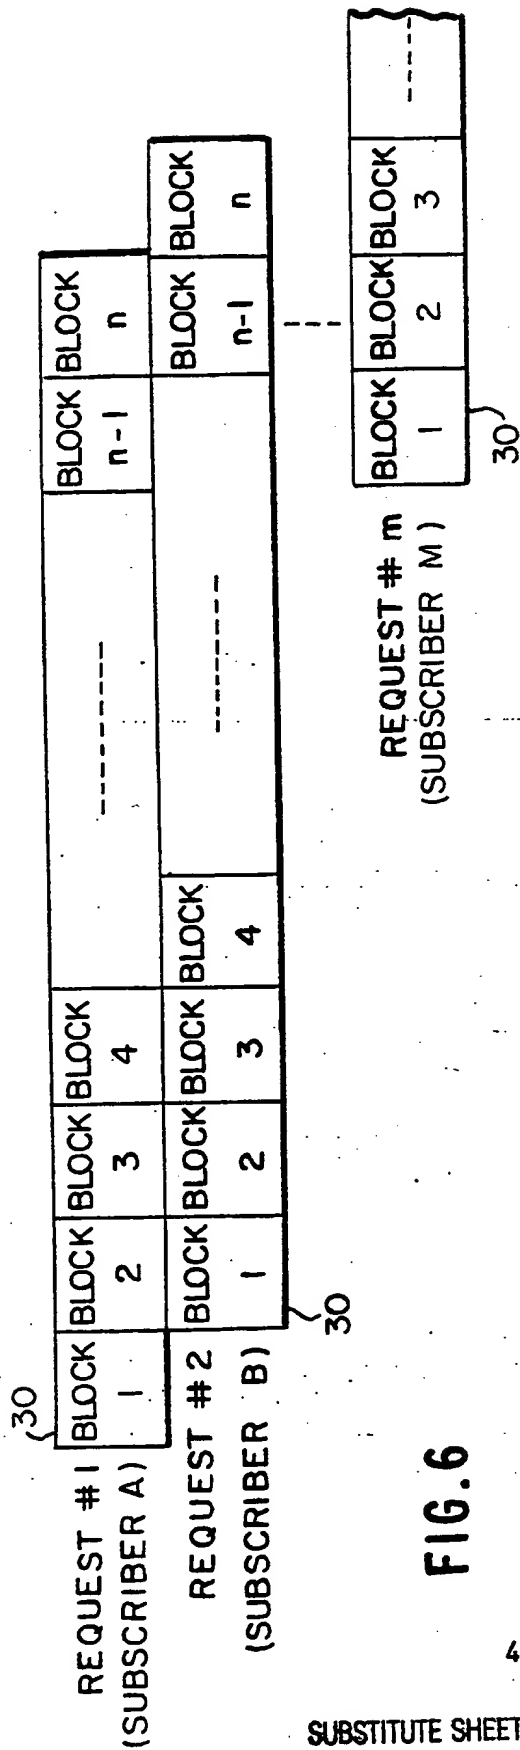 REQUEST #1
(SUBSCRIBER A)
30
BLOCK 1
BLOCK 2
BLOCK 3
BLOCK 4
---------
BLOCK n-1
BLOCK n
REQUEST #2
(SUBSCRIBER B)
30
BLOCK 1
BLOCK 2
BLOCK 3
BLOCK 4
---------
BLOCK n-1
BLOCK n
REQUEST # m
(SUBSCRIBER M)
30
BLOCK 1
BLOCK 2
BLOCK 3
-----
FIG.6
4
SUBSTITUTE SHEET